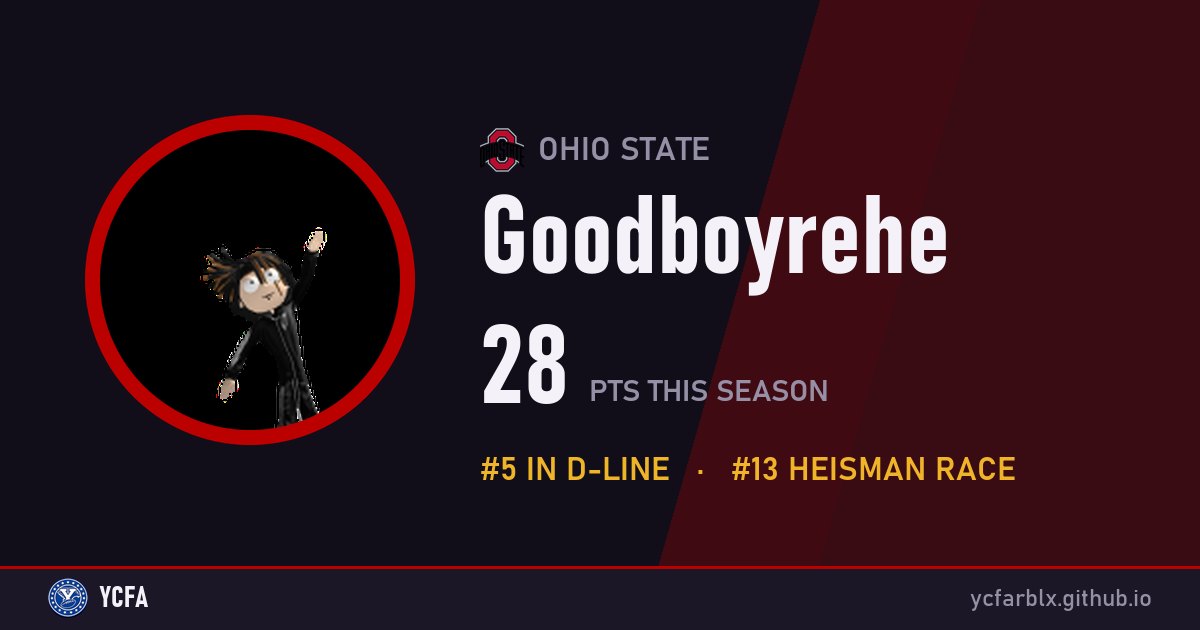 OHIO STATE
Goodboyrehe
28 PTS THIS SEASON
#5 IN D-LINE · #13 HEISMAN RACE
YCFA
ycfarblx.github.io